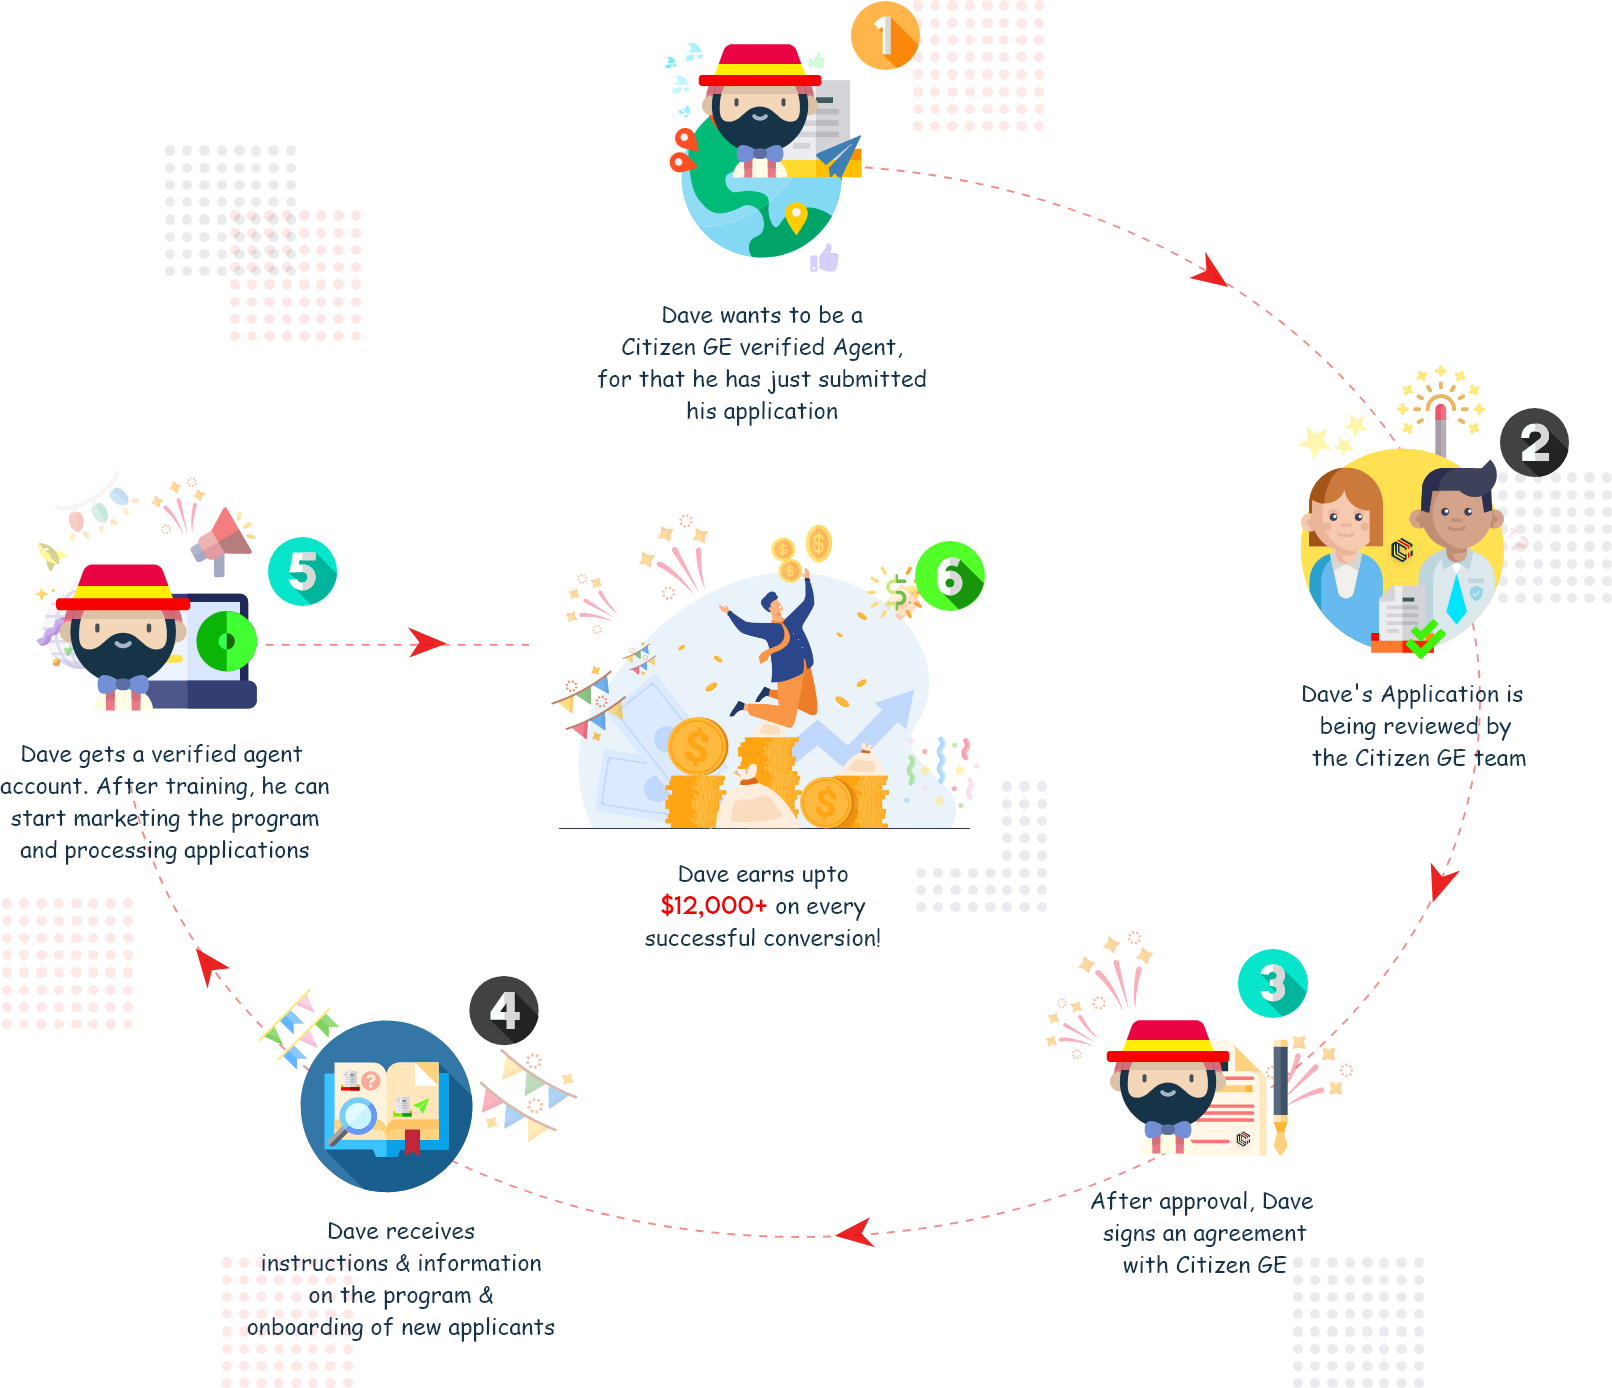 1
Dave wants to be a
Citizen GE verified Agent,
for that he has just submitted
his application
2
Dave's Application is
being reviewed by
the Citizen GE team
3
After approval, Dave
signs an agreement
with Citizen GE
4
Dave receives
instructions & information
on the program &
onboarding of new applicants
5
Dave gets a verified agent
account. After training, he can
start marketing the program
and processing applications
6
Dave earns upto
$12,000+ on every
successful conversion!